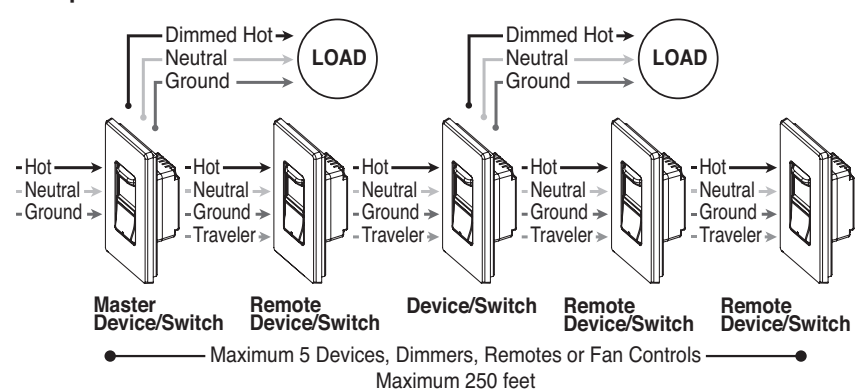 Dimmed Hot
Neutral
Ground
LOAD
Dimmed Hot
Neutral
Ground
LOAD
Hot
Neutral
Ground
Hot
Neutral
Ground
Traveler
Hot
Neutral
Ground
Traveler
Hot
Neutral
Ground
Traveler
Hot
Neutral
Ground
Traveler
Master
Device/Switch
Remote
Device/Switch
Device/Switch
Remote
Device/Switch
Remote
Device/Switch
Maximum 5 Devices, Dimmers, Remotes or Fan Controls
Maximum 250 feet